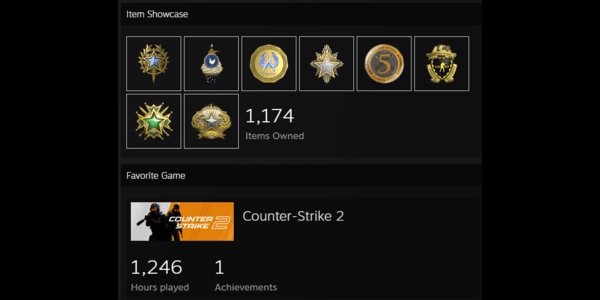 Item Showcase
5
1,174
Items Owned
Favorite Game
COUNTER
STRIKE 2
Counter-Strike 2
1,246
Hours played
1
Achievements